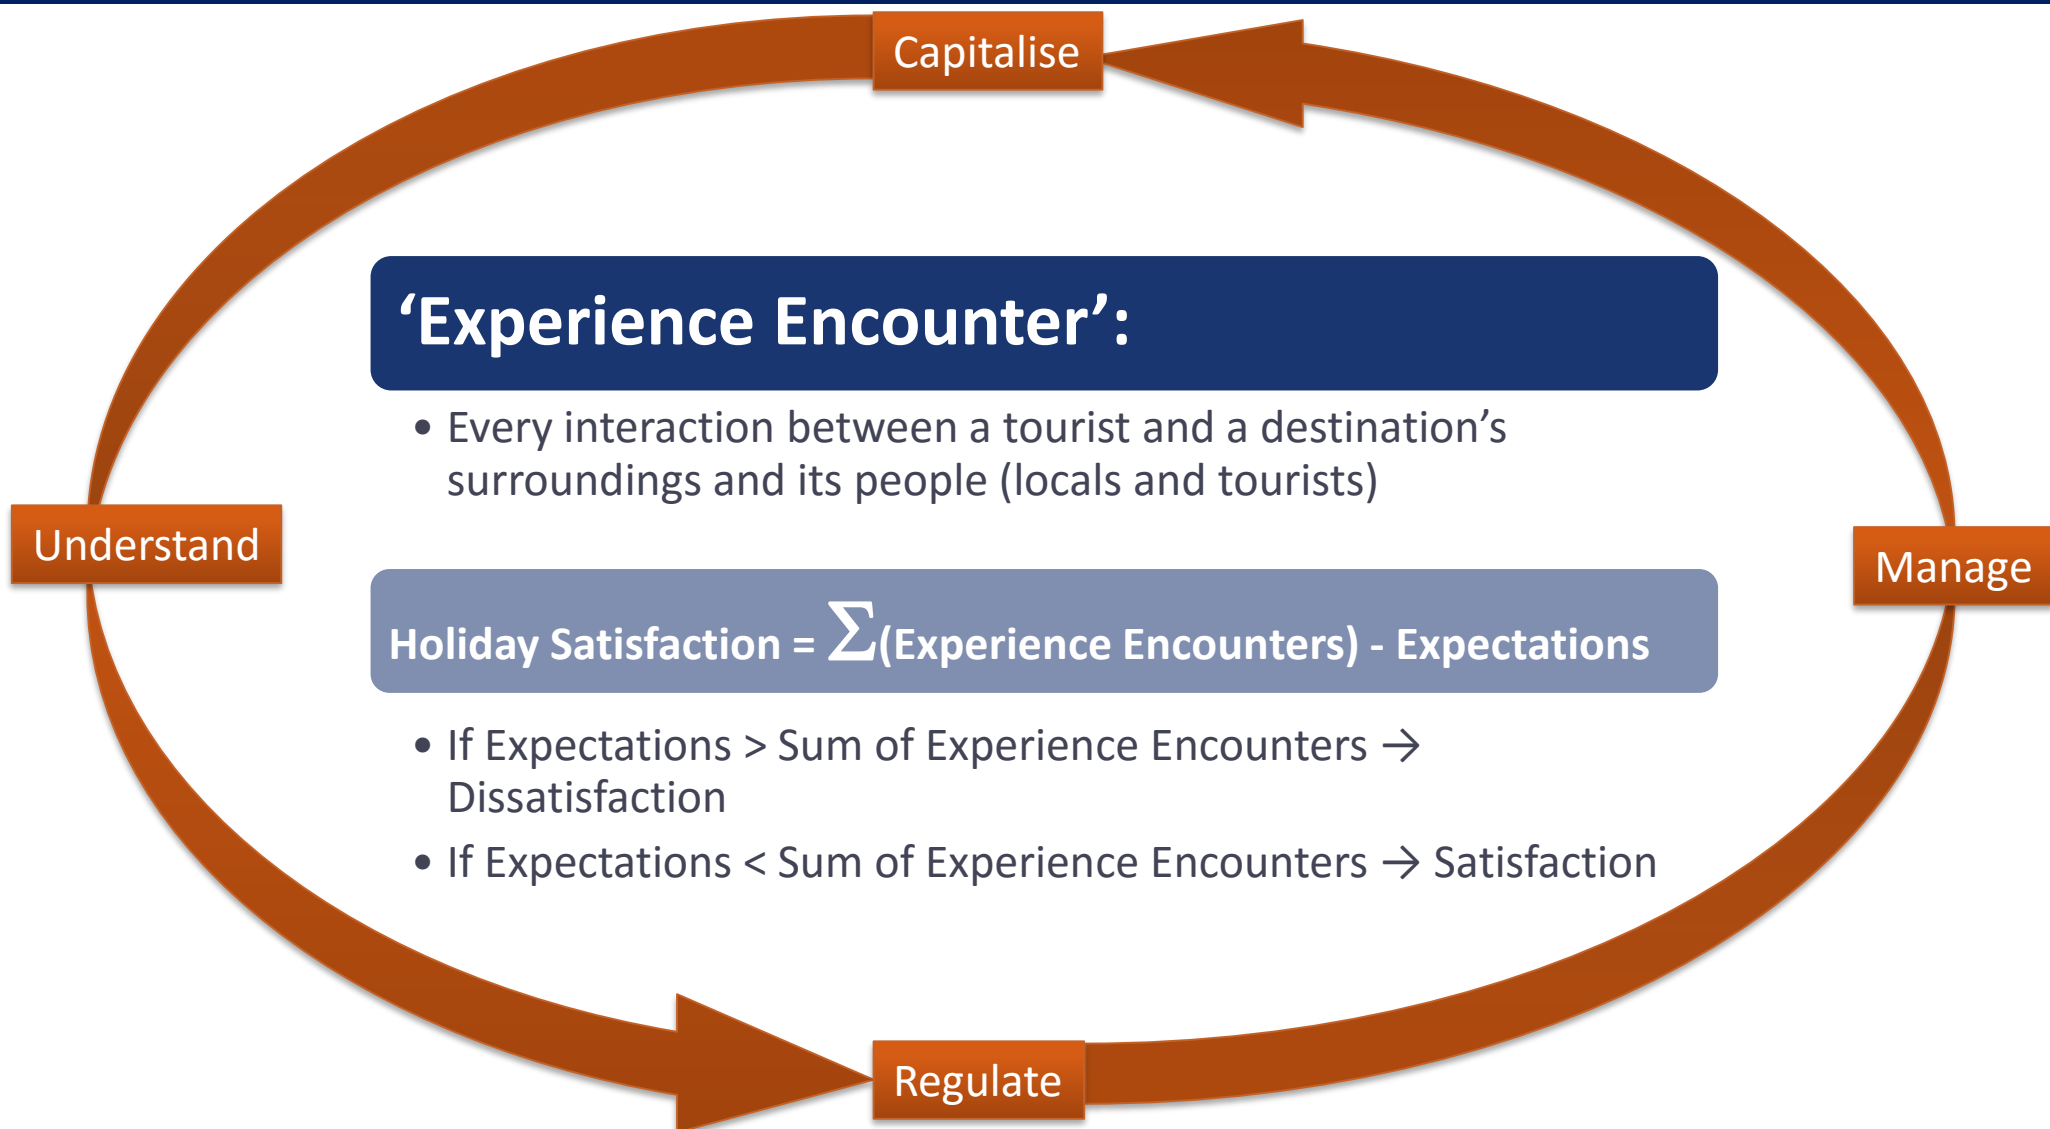 Capitalise
‘Experience Encounter’:
• Every interaction between a tourist and a destination’s
surroundings and its people (locals and tourists)
Understand
Manage
Holiday Satisfaction = ∑(Experience Encounters) - Expectations
• If Expectations > Sum of Experience Encounters →
Dissatisfaction
• If Expectations < Sum of Experience Encounters → Satisfaction
Regulate